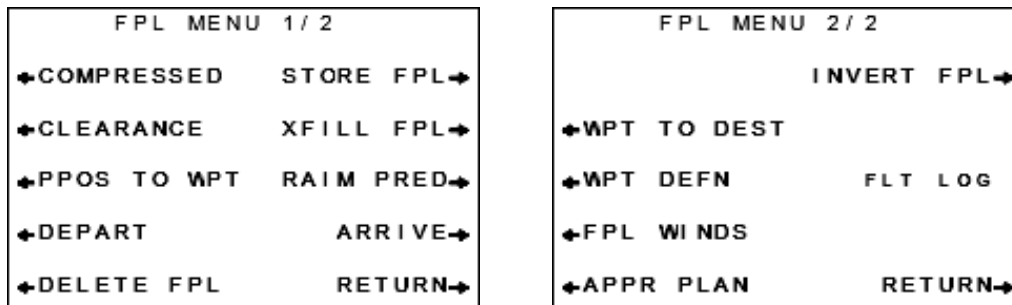 FPL MENU 1/2
←COMPRESSED STORE FPL→
←CLEARANCE XFILL FPL→
←PPOS TO WPT RAIM PRED→
←DEPART ARRIVE→
←DELETE FPL RETURN→
FPL MENU 2/2
INVERT FPL→
←WPT TO DEST
←WPT DEFN FLT LOG
←FPL WINDS
←APPR PLAN RETURN→